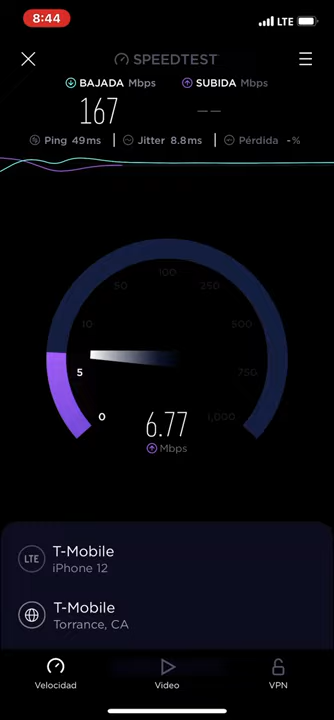 8:44
LTE
SPEEDTEST
BAJADA Mbps
SUBIDA Mbps
167
--
Ping 49ms
Jitter 8.8ms
Pérdida -%
100
50
250
10
500
5
750
0
1,000
6.77
Mbps
LTE
T-Mobile
iPhone 12
T-Mobile
Torrance, CA
Velocidad
Video
VPN